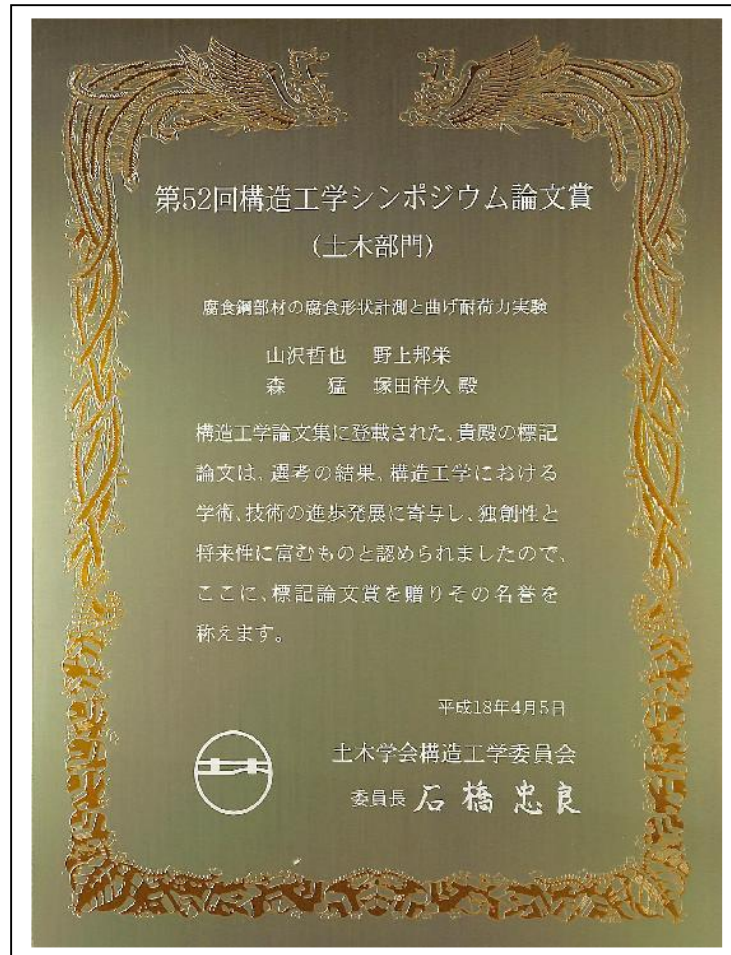 第52回構造工学シンポジウム論文賞
(土木部門)
腐食鋼部材の腐食形状計測と曲げ耐荷力実験
山沢哲也　野上邦栄
森　　猛　塚田祥久 殿
構造工学論文集に登載された、貴殿の標記
論文は、選考の結果、構造工学における
学術、技術の進歩発展に寄与し、独創性と
将来性に富むものと認められましたので、
ここに、標記論文賞を贈りその名誉を
称えます。
平成18年4月5日
土木学会構造工学委員会
委員長 石橋忠良